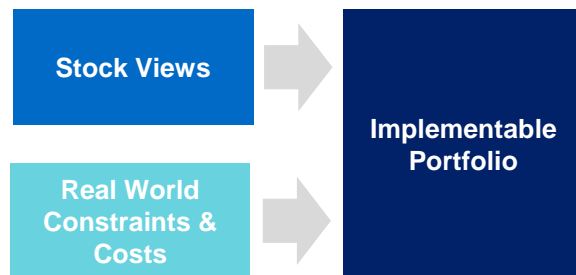 Stock Views
Implementable
Portfolio
Real World
Constraints &
Costs